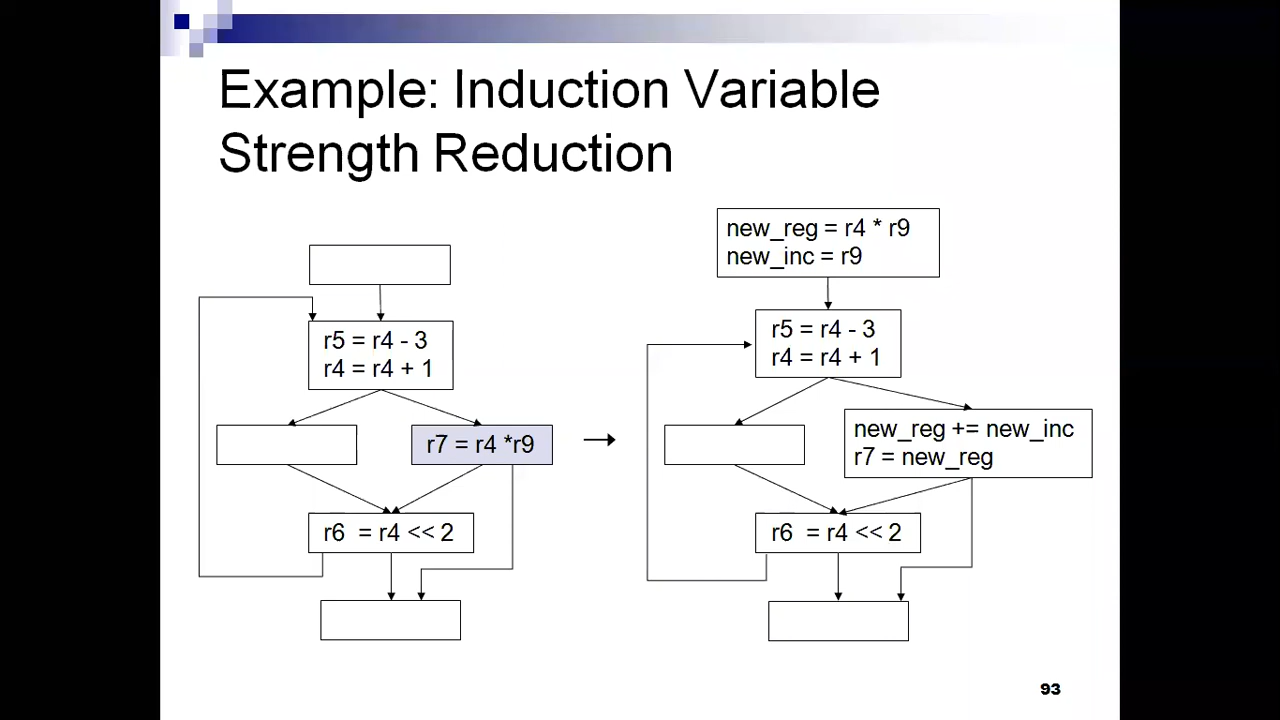 Example: Induction Variable
Strength Reduction
r5 = r4 - 3
r4 = r4 + 1
r7 = r4 *r9
r6 = r4 << 2
new_reg = r4 * r9
new_inc = r9
r5 = r4 - 3
r4 = r4 + 1
new_reg += new_inc
r7 = new_reg
r6 = r4 << 2
93